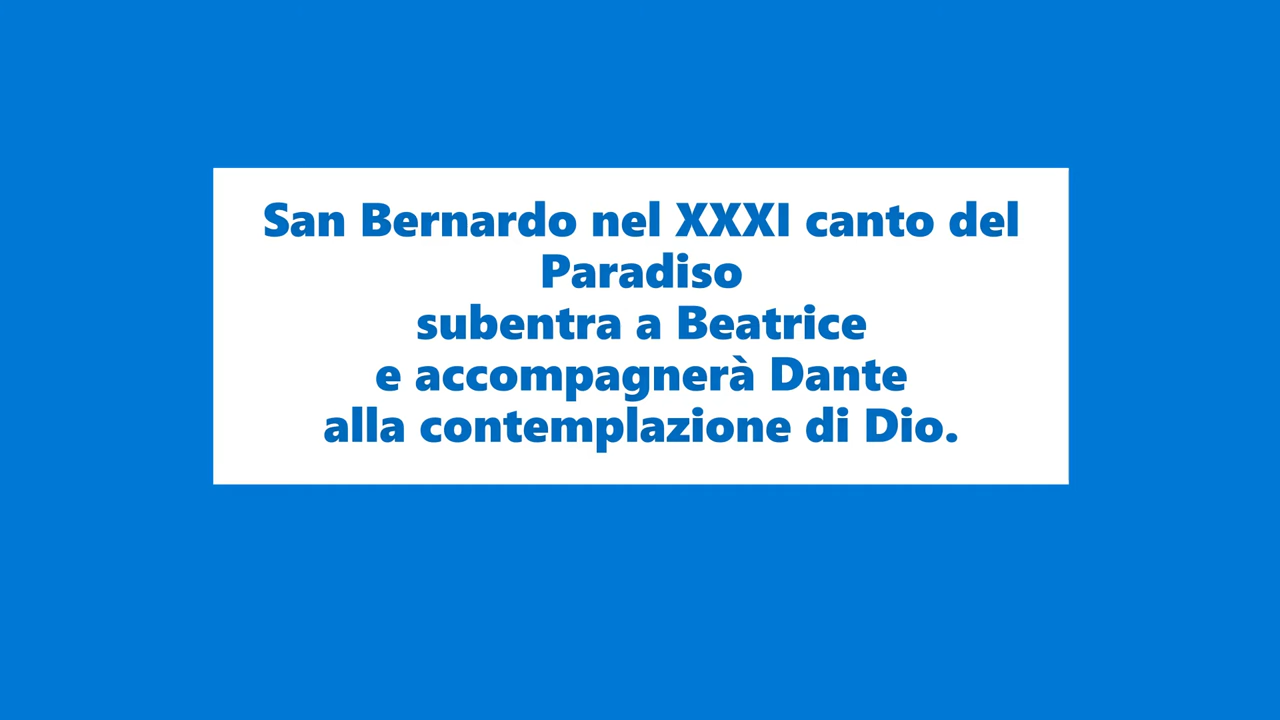 San Bernardo nel XXXI canto del
Paradiso
subentra a Beatrice
e accompagnerà Dante
alla contemplazione di Dio.